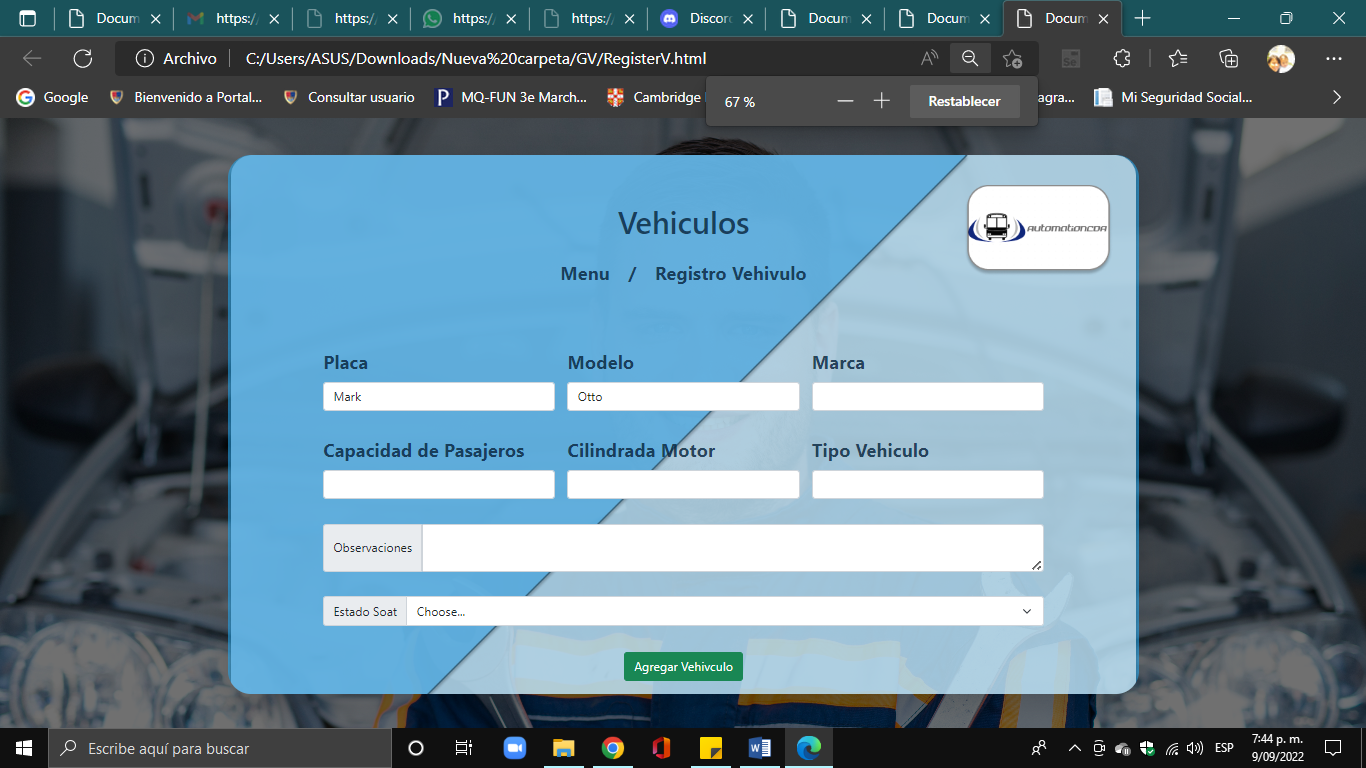 Docum
https:/
https:/
https:/
https:/
Discor
Docum
Docum
Docum
Archivo
C:/Users/ASUS/Downloads/Nueva%20carpeta/GV/RegisterV.html
67 %
Restablecer
Google
Bienvenido a Portal...
Consultar usuario
MQ-FUN 3e March...
Cambridge
agra...
Mi Seguridad Social...
Vehiculos
AUTOMATIONCDA
Menu / Registro Vehivulo
Placa Modelo Marca
Mark Otto
Capacidad de Pasajeros Cilindrada Motor Tipo Vehiculo
Observaciones
Estado Soat Choose...
Agregar Vehivculo
Escribe aquí para buscar
ESP
7:44 p. m.
9/09/2022